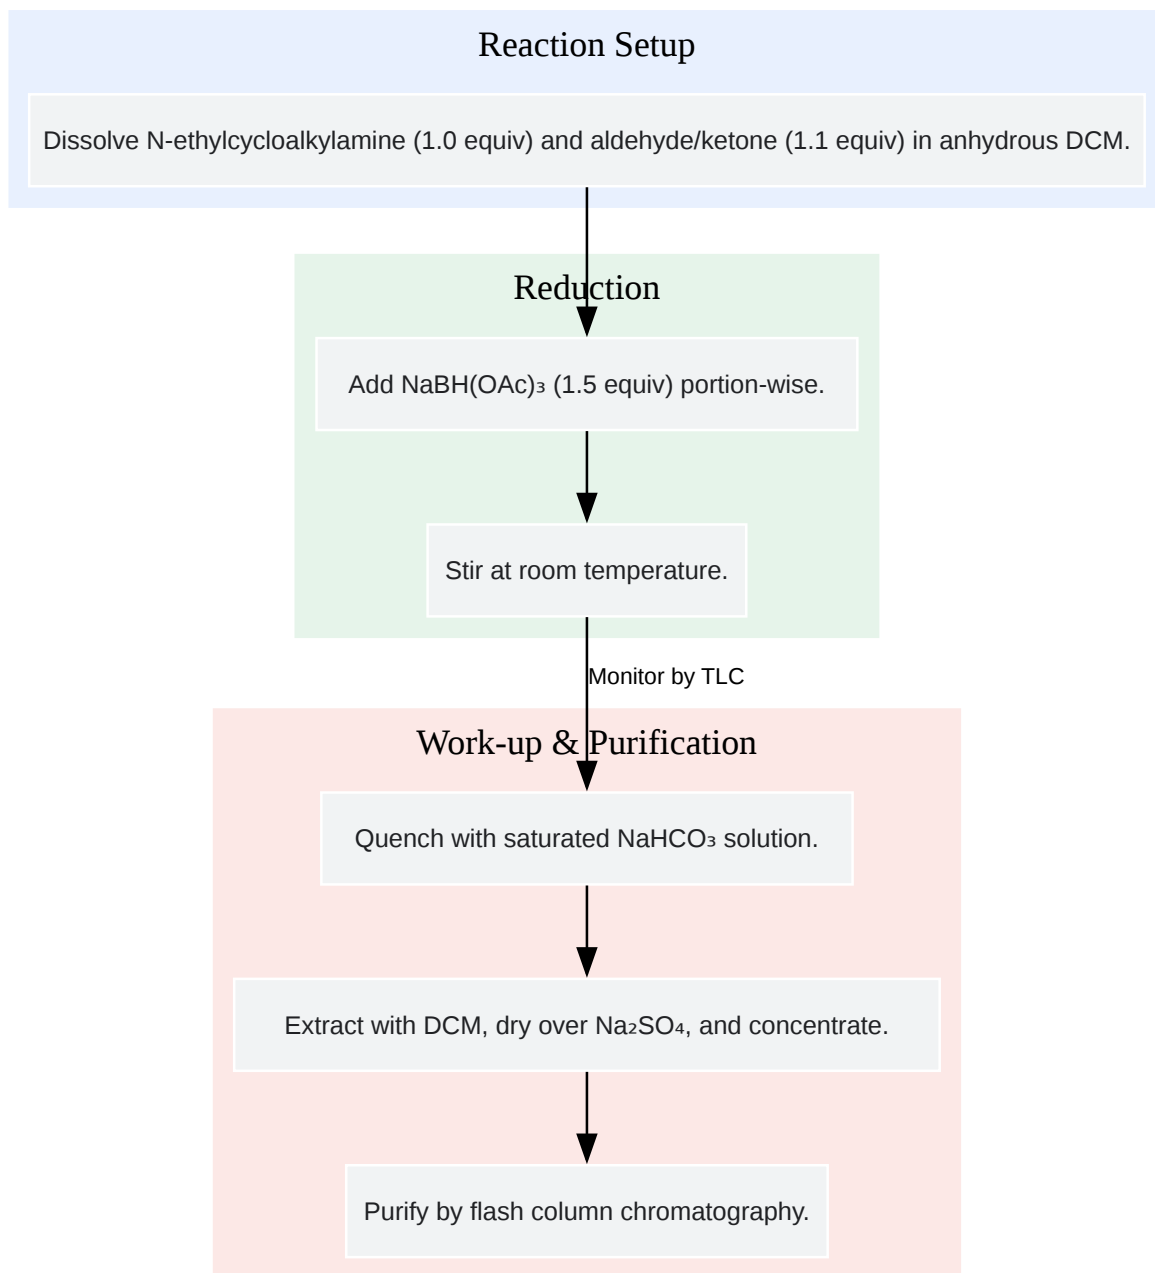 Reaction Setup
Dissolve N-ethylcycloalkylamine (1.0 equiv) and aldehyde/ketone (1.1 equiv) in anhydrous DCM.
Reduction
Add NaBH(OAc)₃ (1.5 equiv) portion-wise.
Stir at room temperature.
Monitor by TLC
Work-up & Purification
Quench with saturated NaHCO₃ solution.
Extract with DCM, dry over Na₂SO₄, and concentrate.
Purify by flash column chromatography.